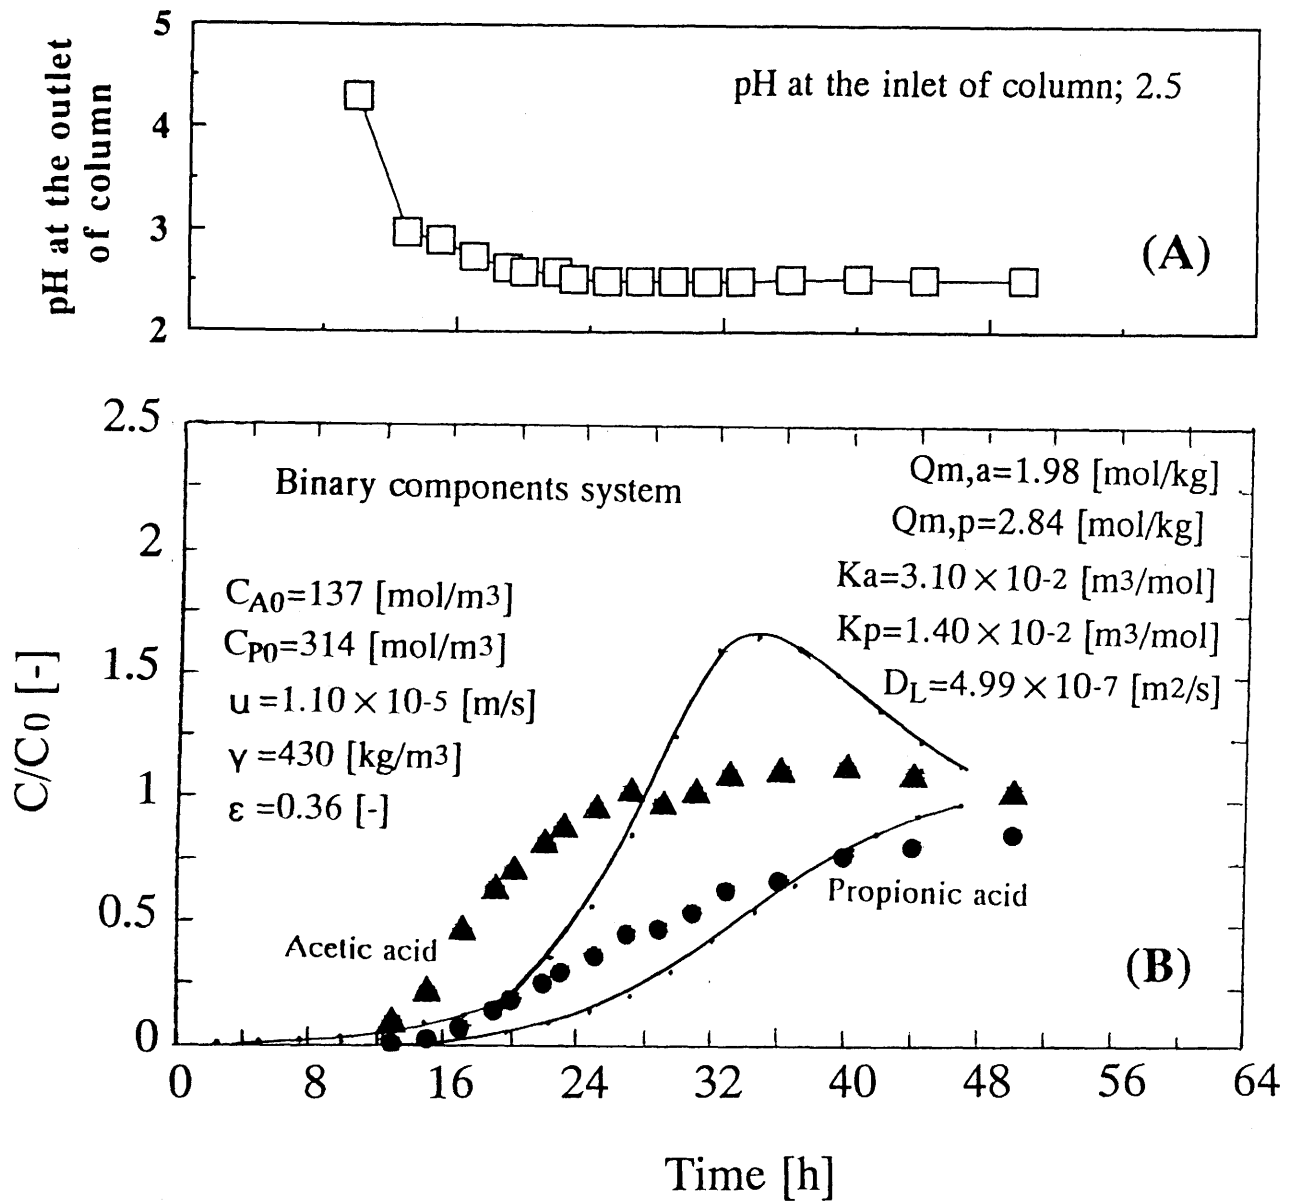 pH at the outlet
of column
5
4
3
2
pH at the inlet of column; 2.5
(A)
C/C0 [-]
2.5
2
1.5
1
0.5
0
Binary components system
CA0=137 [mol/m3]
CP0=314 [mol/m3]
u=1.10×10-5 [m/s]
γ=430 [kg/m3]
ε=0.36 [-]
Qm,a=1.98 [mol/kg]
Qm,p=2.84 [mol/kg]
Ka=3.10×10-2 [m3/mol]
Kp=1.40×10-2 [m3/mol]
DL=4.99×10-7 [m2/s]
Acetic acid
Propionic acid
(B)
0 8 16 24 32 40 48 56 64
Time [h]